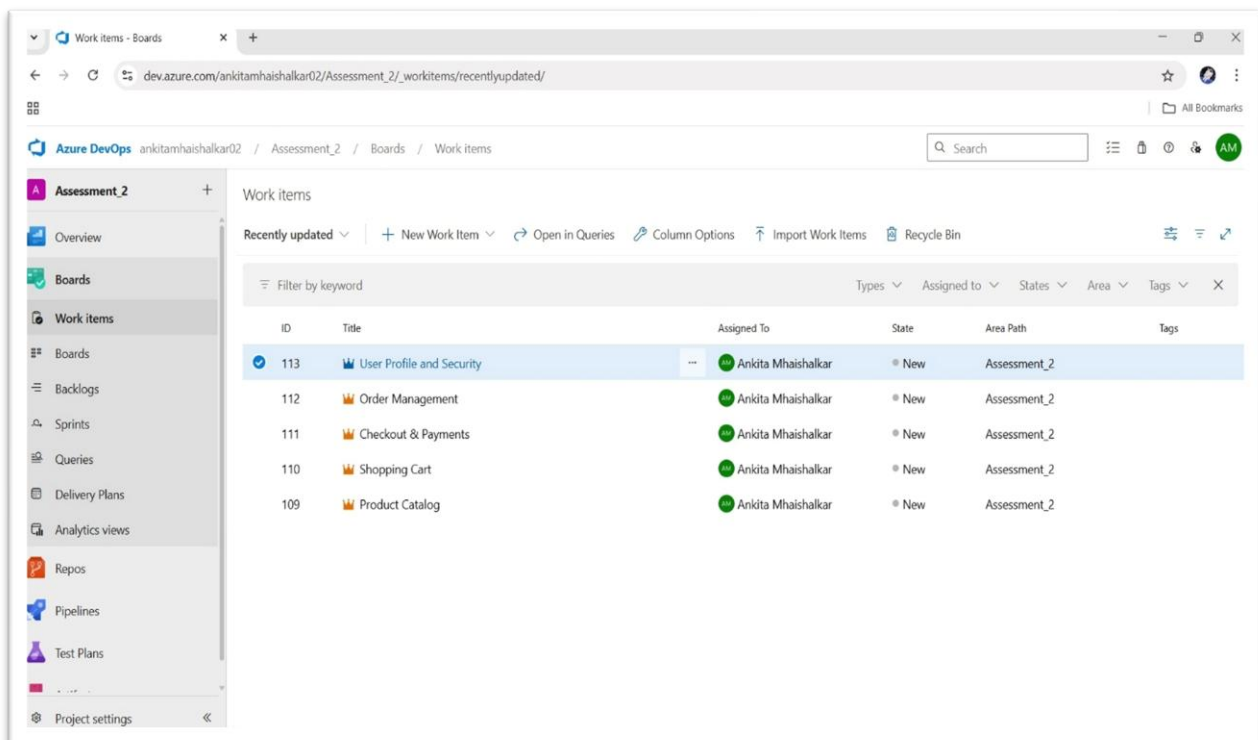 Work items - Boards
dev.azure.com/ankitamhaishalkar02/Assessment_2/_workitems/recentlyupdated/
All Bookmarks
Azure DevOps ankitamhaishalkar02 / Assessment_2 / Boards / Work items
Search
AM
A Assessment_2
Overview
Boards
Work items
Boards
Backlogs
Sprints
Queries
Delivery Plans
Analytics views
Repos
Pipelines
Test Plans
Project settings
Work items
Recently updated New Work Item Open in Queries Column Options Import Work Items Recycle Bin
Filter by keyword Types Assigned to States Area Tags
ID Title Assigned To State Area Path Tags
113 User Profile and Security AM Ankita Mhaishalkar New Assessment_2
112 Order Management AM Ankita Mhaishalkar New Assessment_2
111 Checkout & Payments AM Ankita Mhaishalkar New Assessment_2
110 Shopping Cart AM Ankita Mhaishalkar New Assessment_2
109 Product Catalog AM Ankita Mhaishalkar New Assessment_2